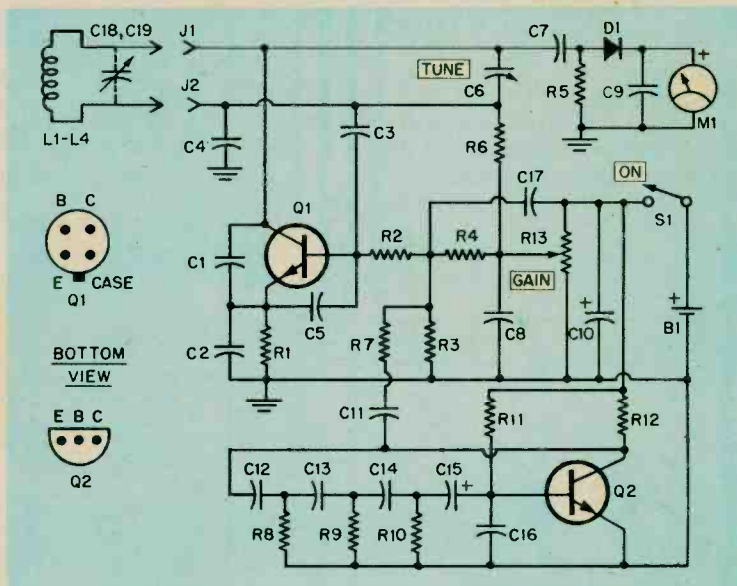 C18, C19
J1
J2
L1-L4
C4
C3
TUNE
C6
C7
D1
R5
C9
+
M1
R6
C17
ON
S1
B C
E CASE
Q1
Q1
C1
C2
R1
C5
R2
R4
R13
GAIN
C8
+
C10
+
B1
R7
R3
C11
BOTTOM
VIEW
E B C
Q2
R11
R12
C12
C13
C14
C15
+
Q2
R8
R9
R10
C16